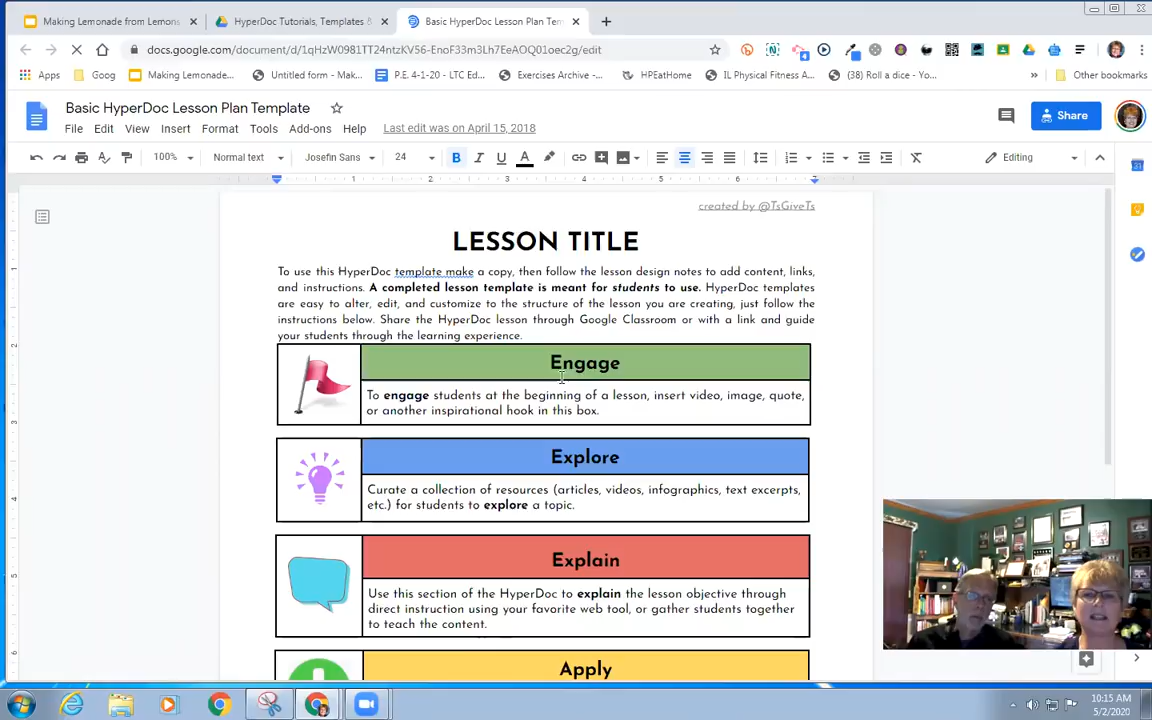 Making Lemonade from Lemons
HyperDoc Tutorials, Templates &
Basic HyperDoc Lesson Plan Tem
docs.google.com/document/d/1qHzW0981TT24ntzKV56-EnoF33m3Lh7EeAOQ01oec2g/edit
Apps
Goog
Making Lemonade...
Untitled form - Mak...
P.E. 4-1-20 - LTC Ed...
Exercises Archive -...
HPEatHome
IL Physical Fitness A...
(38) Roll a dice - Yo...
»
Other bookmarks
Basic HyperDoc Lesson Plan Template
File Edit View Insert Format Tools Add-ons Help Last edit was on April 15, 2018
Share
100% Normal text Josefin Sans 24 B I U A Editing
1 2 3 4 5 6
created by @TsGiveTs
LESSON TITLE
To use this HyperDoc template make a copy, then follow the lesson design notes to add content, links,
and instructions. A completed lesson template is meant for students to use. HyperDoc templates
are easy to alter, edit, and customize to the structure of the lesson you are creating, just follow the
instructions below. Share the HyperDoc lesson through Google Classroom or with a link and guide
your students through the learning experience.
Engage
To engage students at the beginning of a lesson, insert video, image, quote,
or another inspirational hook in this box.
Explore
Curate a collection of resources (articles, videos, infographics, text excerpts,
etc.) for students to explore a topic.
Explain
Use this section of the HyperDoc to explain the lesson objective through
direct instruction using your favorite web tool, or gather students together
to teach the content.
Apply
10:15 AM
5/2/2020